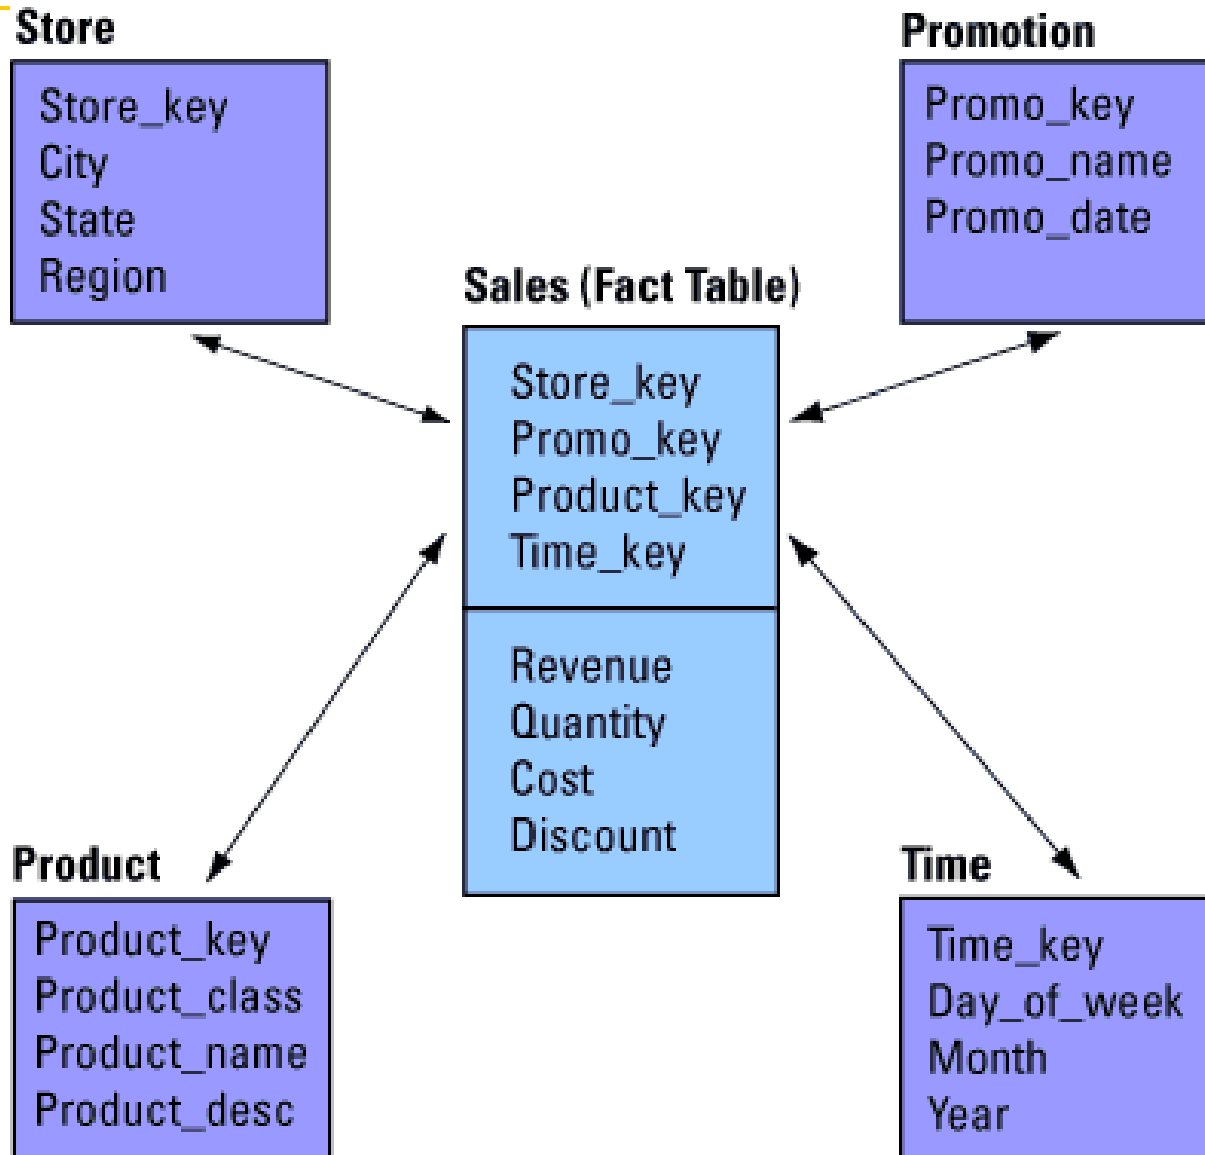 Store
Store_key
City
State
Region
Promotion
Promo_key
Promo_name
Promo_date
Sales (Fact Table)
Store_key
Promo_key
Product_key
Time_key
Revenue
Quantity
Cost
Discount
Product
Product_key
Product_class
Product_name
Product_desc
Time
Time_key
Day_of_week
Month
Year